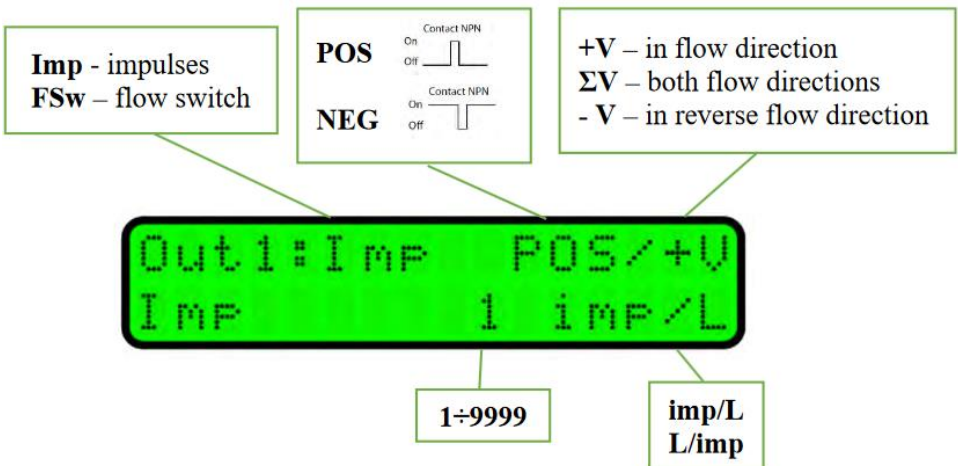 Imp - impulses
FSw – flow switch
POS
Contact NPN
On
Off
NEG
Contact NPN
On
Off
+V – in flow direction
ΣV – both flow directions
- V – in reverse flow direction
Out1:Imp POS/+V
Imp 1 imp/L
1÷9999
imp/L
L/imp